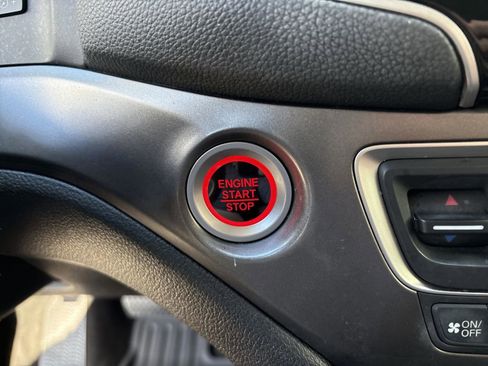 ENGINE
START
STOP
ON/
OFF